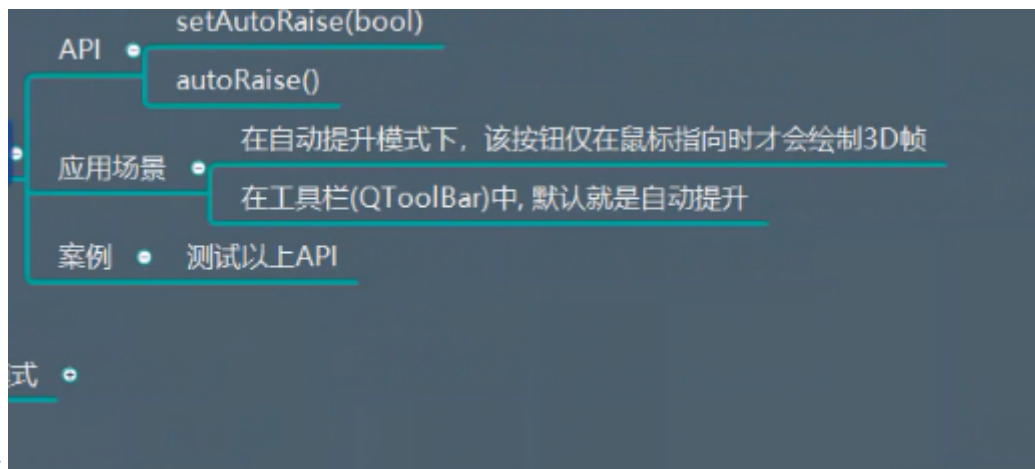 setAutoRaise(bool)
API
autoRaise()
在自动提升模式下，该按钮仅在鼠标指向时才会绘制3D帧
应用场景
在工具栏(QToolBar)中, 默认就是自动提升
案例
测试以上API
式